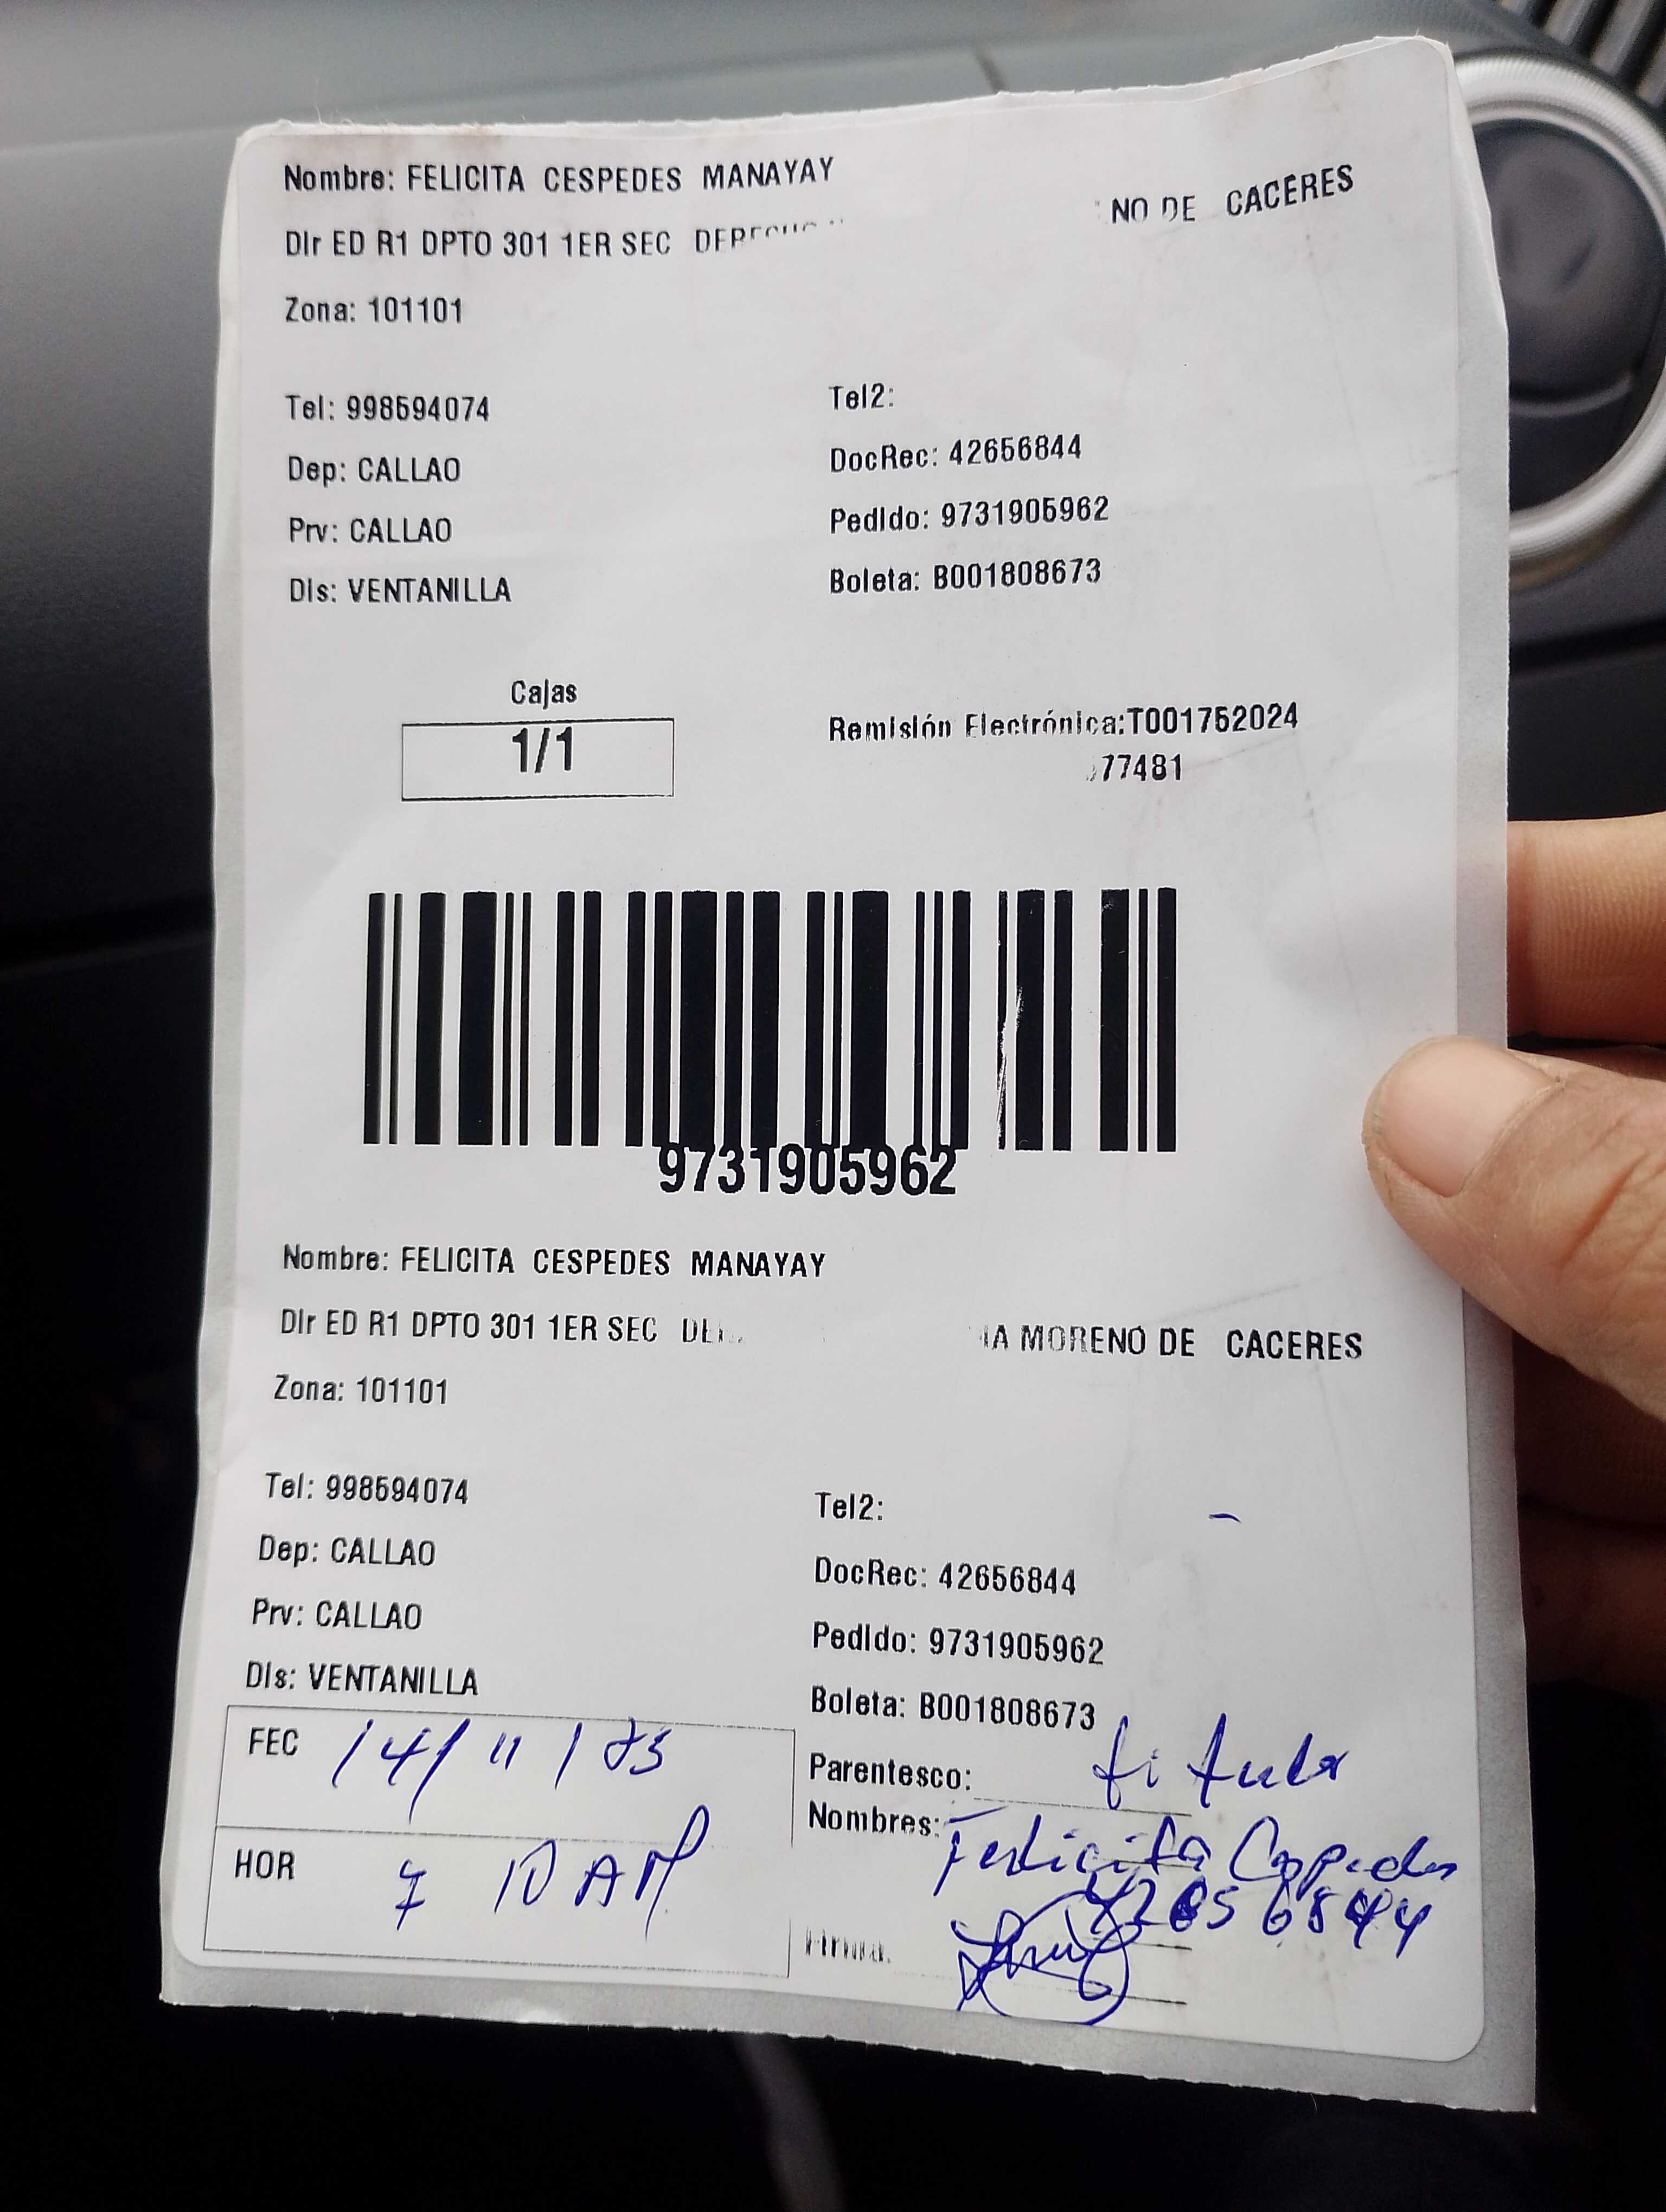 Nombre: FELICITA CESPEDES MANAYAY
Dir ED R1 DPTO 301 1ER SEC NO DE CACERES
Zona: 101101
Tel: 998594074
Tel2:
Dep: CALLAO
DocRec: 42656844
Prv: CALLAO
Pedido: 9731905962
Dis: VENTANILLA
Boleta: B001808673
Cajas
1/1
Remisión Electrónica:T001752024
77481
9731905962
Nombre: FELICITA CESPEDES MANAYAY
Dir ED R1 DPTO 301 1ER SEC MORENO DE CACERES
Zona: 101101
Tel: 998594074
Tel2:
Dep: CALLAO
DocRec: 42656844
Prv: CALLAO
Pedido: 9731905962
Dis: VENTANILLA
Boleta: B001808673
FEC 14/11/23
Parentesco: titular
Nombres: Felicita Cespedes
42656844
HOR 7 10 AM
Firma.